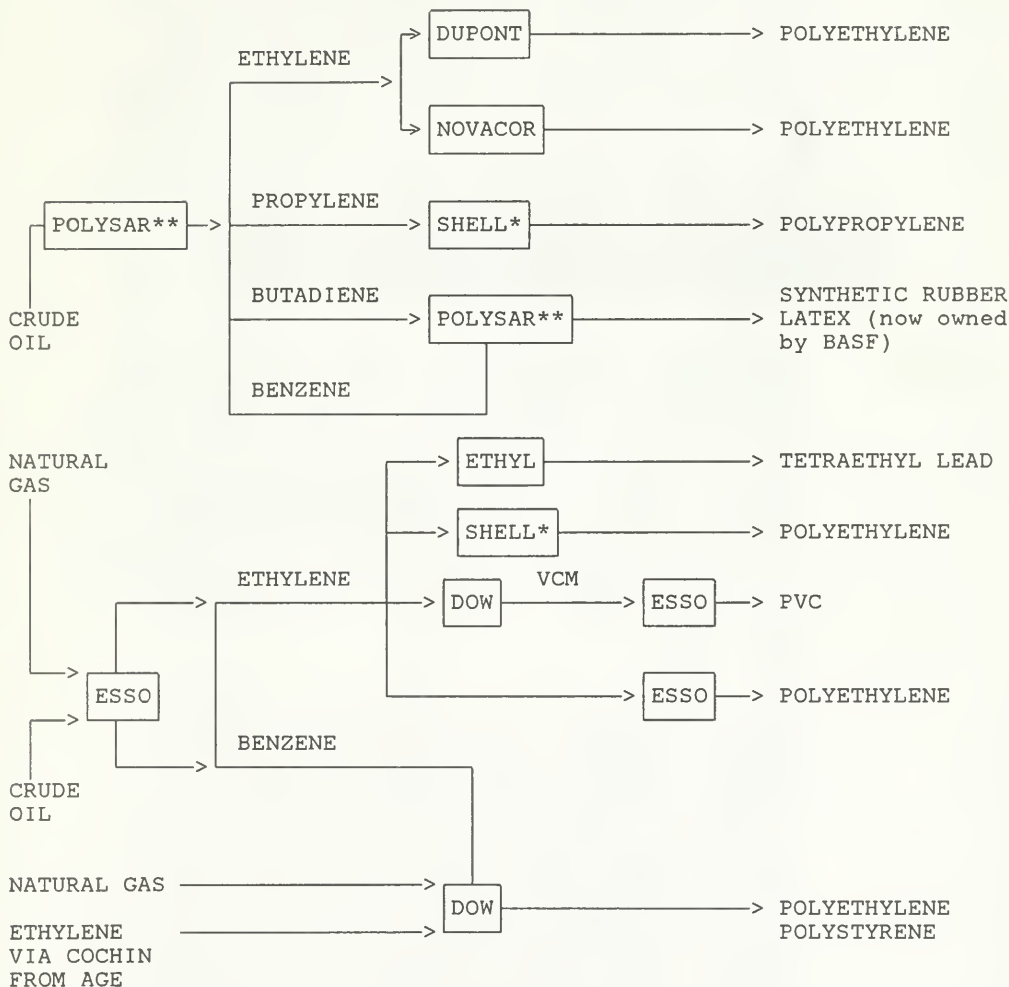 DUPONT
POLYETHYLENE
ETHYLENE
NOVACOR
POLYETHYLENE
PROPYLENE
POLYSAR**
SHELL*
POLYPROPYLENE
BUTADIENE
POLYSAR**
SYNTHETIC RUBBER
LATEX (now owned
by BASF)
CRUDE
OIL
BENZENE
NATURAL
GAS
ETHYL
TETRAETHYL LEAD
SHELL*
POLYETHYLENE
ETHYLENE
DOW
VCM
ESSO
PVC
ESSO
ESSO
POLYETHYLENE
BENZENE
CRUDE
OIL
NATURAL GAS
DOW
POLYETHYLENE
POLYSTYRENE
ETHYLENE
VIA COCHIN
FROM AGE